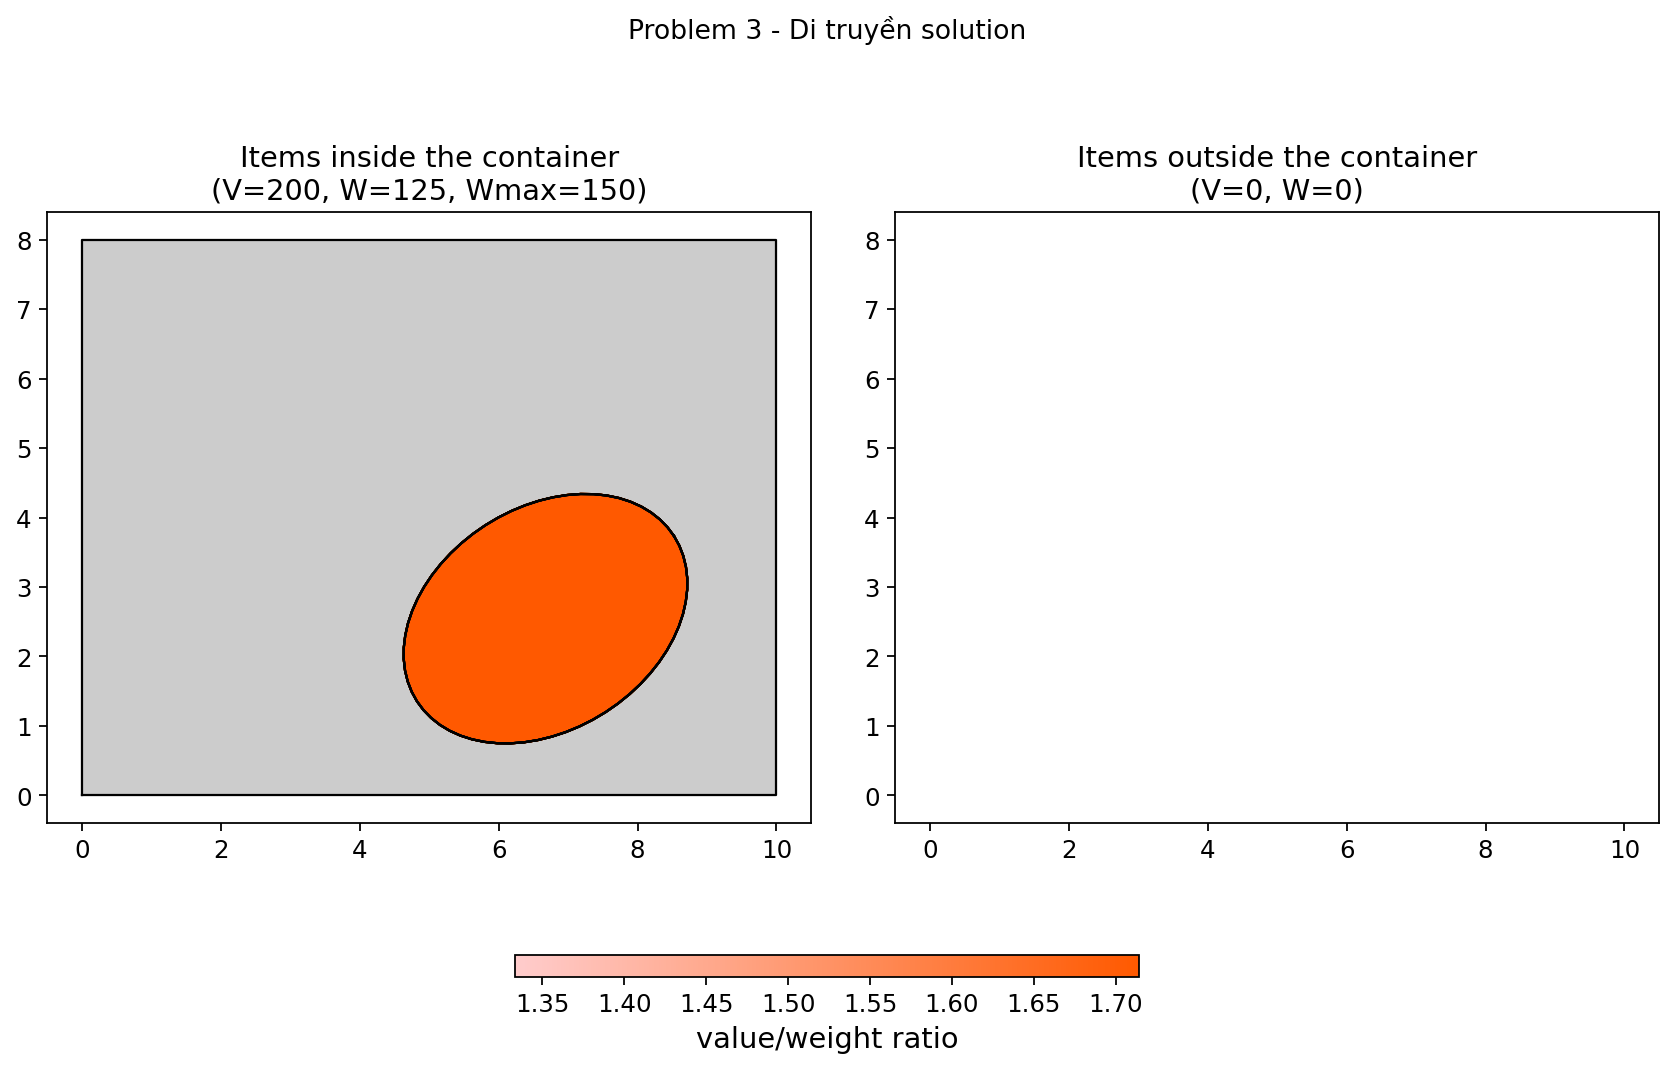 Problem 3 - Di truyền solution
Items inside the container
(V=200, W=125, Wmax=150)
8
7
6
5
4
3
2
1
0
0 2 4 6 8 10
Items outside the container
(V=0, W=0)
8
7
6
5
4
3
2
1
0
0 2 4 6 8 10
1.35 1.40 1.45 1.50 1.55 1.60 1.65 1.70
value/weight ratio